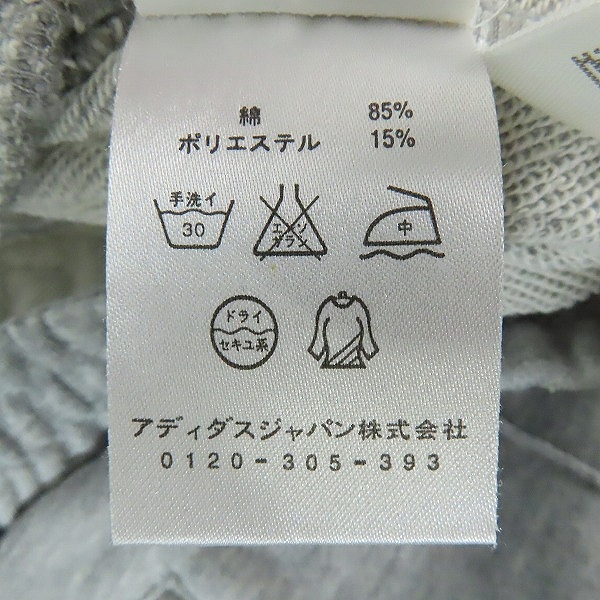 綿 85%
ポリエステル 15%
手洗イ
30
エンソ
サラシ
中
ドライ
セキユ系
アディダスジャパン株式会社
0120-305-393